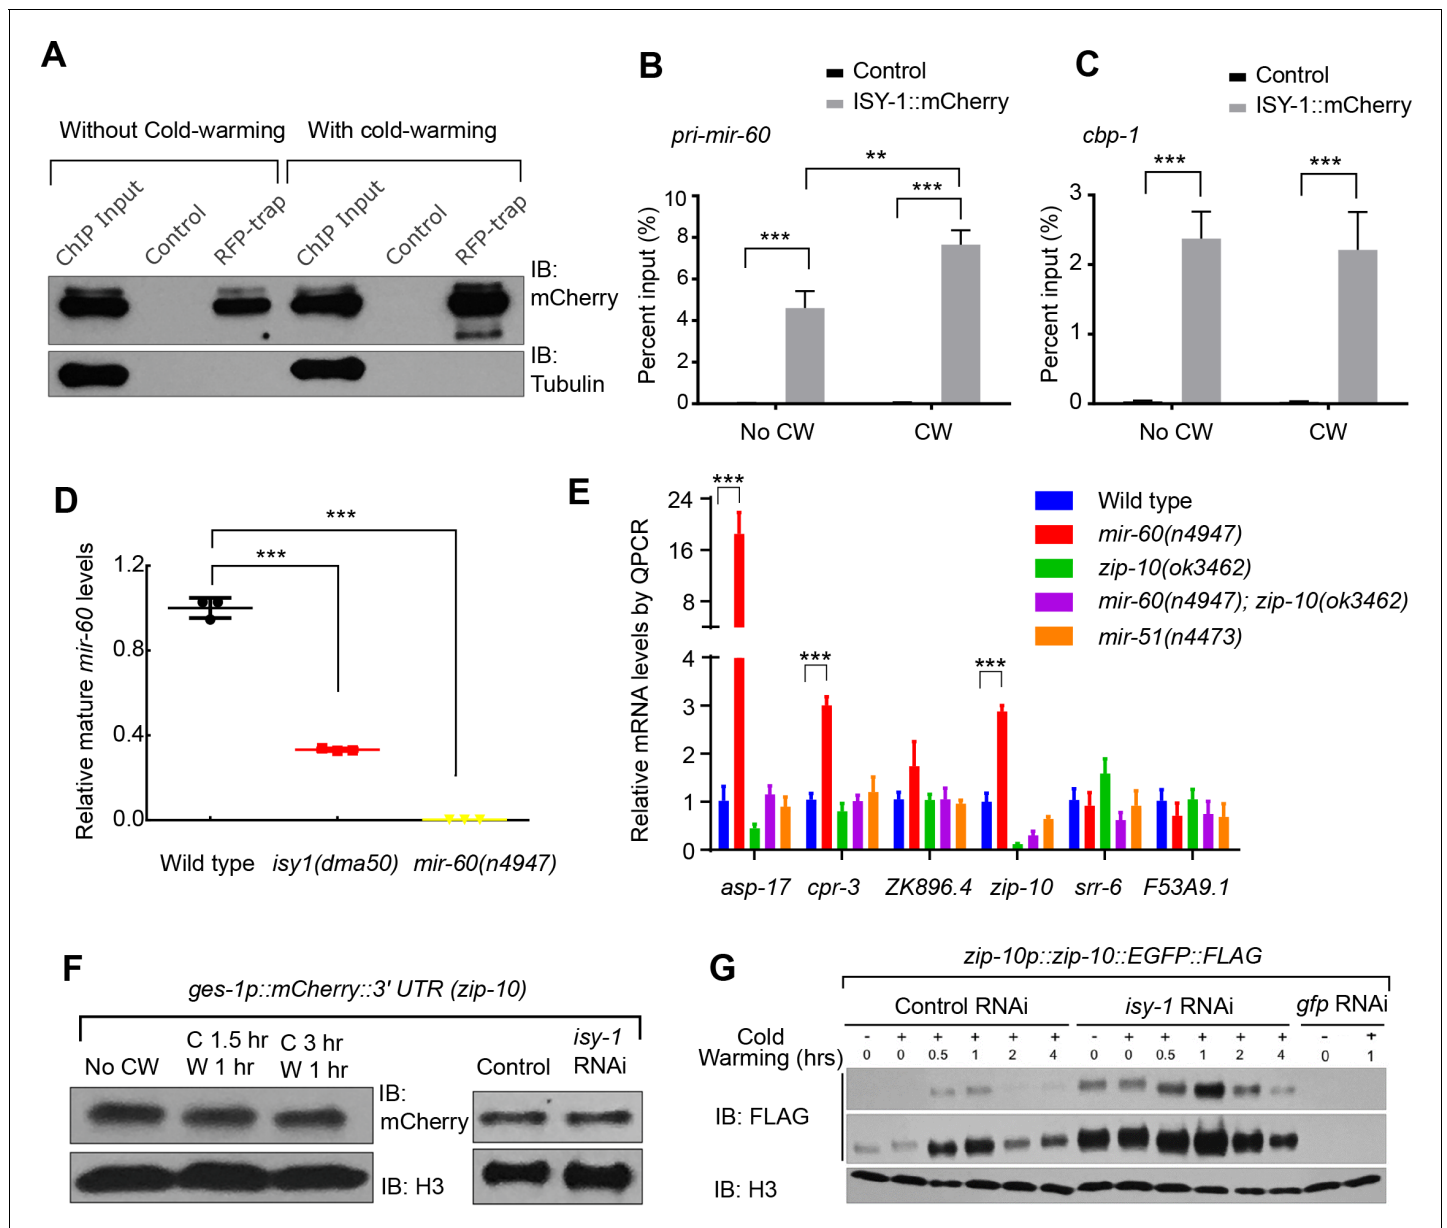 A
Without Cold-warming
With cold-warming
ChIP Input
Control
RFP-trap
ChIP Input
Control
RFP-trap
IB:
mCherry
IB:
Tubulin
B
Control
ISY-1::mCherry
pri-mir-60
**
***
***
Percent input (%)
10
8
6
4
2
0
No CW
CW
C
Control
ISY-1::mCherry
cbp-1
***
***
Percent input (%)
3
2
1
0
No CW
CW
D
***
***
Relative mature mir-60 levels
1.2
0.8
0.4
0.0
Wild type
isy1(dma50)
mir-60(n4947)
E
***
***
***
Relative mRNA levels by QPCR
24
16
8
4
3
2
1
0
asp-17
cpr-3
ZK896.4
zip-10
srr-6
F53A9.1
Wild type
mir-60(n4947)
zip-10(ok3462)
mir-60(n4947); zip-10(ok3462)
mir-51(n4473)
F
ges-1p::mCherry::3' UTR (zip-10)
No CW
C 1.5 hr
W 1 hr
C 3 hr
W 1 hr
Control
isy-1
RNAi
IB:
mCherry
IB: H3
G
zip-10p::zip-10::EGFP::FLAG
Control RNAi
isy-1 RNAi
gfp RNAi
Cold - + + + + + - + + + + + - +
Warming (hrs) 0 0 0.5 1 2 4 0 0 0.5 1 2 4 0 1
IB: FLAG
IB: H3